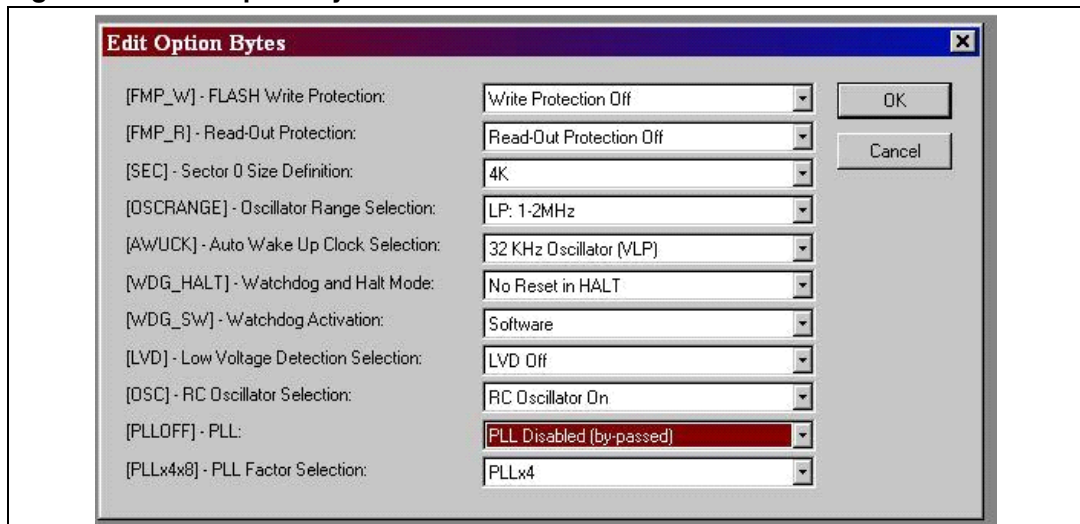 Edit Option Bytes
[FMP_W] - FLASH Write Protection: Write Protection Off OK
[FMP_R] - Read-Out Protection: Read-Out Protection Off
Cancel
[SEC] - Sector 0 Size Definition: 4K
[OSCRANGE] - Oscillator Range Selection: LP: 1-2MHz
[AWUCK] - Auto Wake Up Clock Selection: 32 KHz Oscillator (VLP)
[WDG_HALT] - Watchdog and Halt Mode: No Reset in HALT
[WDG_SW] - Watchdog Activation: Software
[LVD] - Low Voltage Detection Selection: LVD Off
[OSC] - RC Oscillator Selection: RC Oscillator On
[PLLOFF] - PLL: PLL Disabled (by-passed)
[PLLx4x8] - PLL Factor Selection: PLLx4